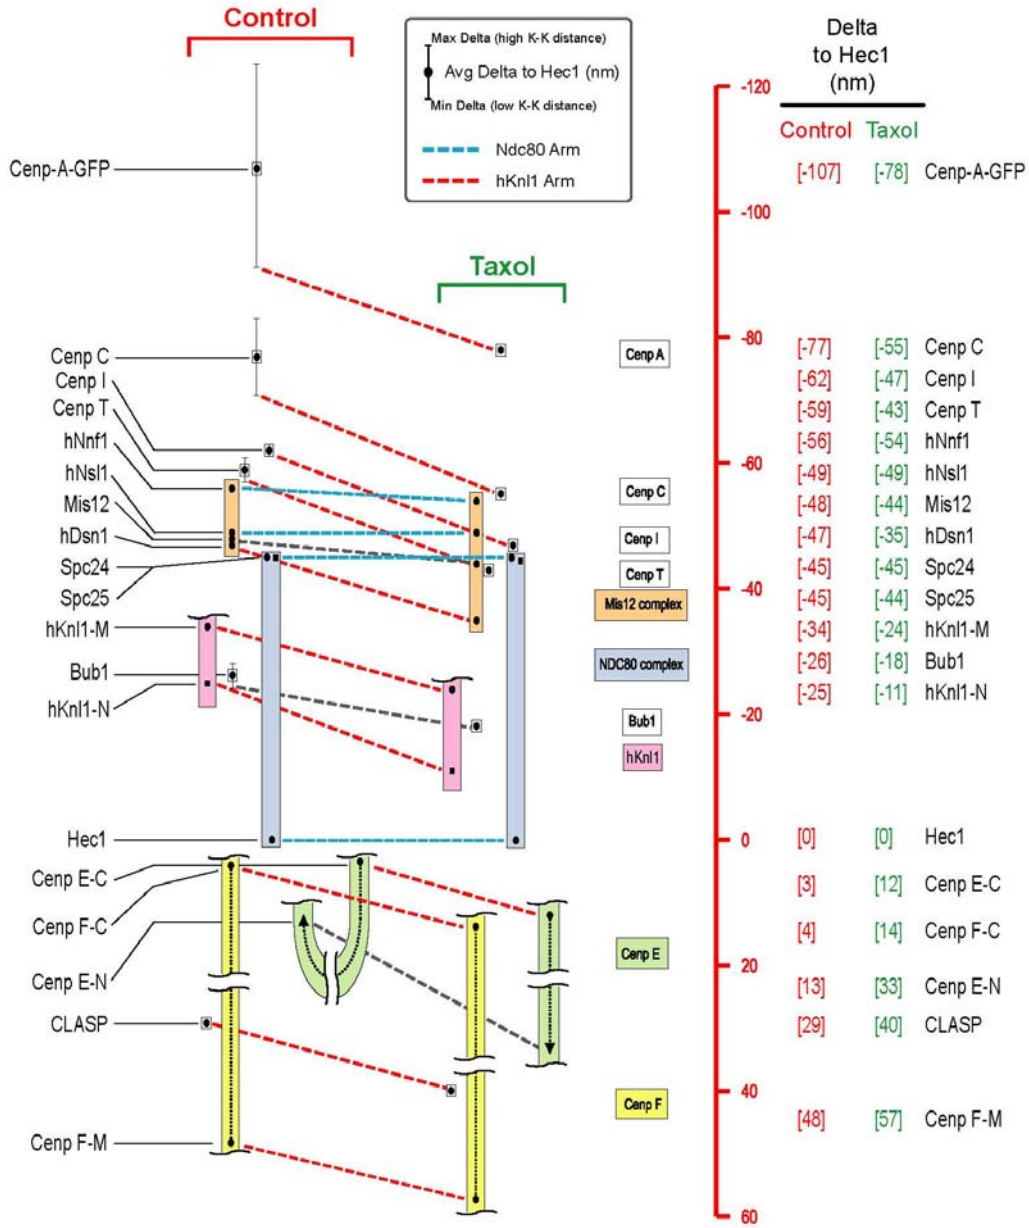 Control
Max Delta (high K-K distance)
Avg Delta to Hec1 (nm)
Min Delta (low K-K distance)
Ndc80 Arm
hKnl1 Arm
Delta
to Hec1
(nm)
Control Taxol
Taxol
Cenp-A-GFP
Cenp C
Cenp I
Cenp T
hNnf1
hNsl1
Mis12
hDsn1
Spc24
Spc25
hKnl1-M
Bub1
hKnl1-N
Hec1
Cenp E-C
Cenp F-C
Cenp E-N
CLASP
Cenp F-M
Cenp A
Cenp C
Cenp I
Cenp T
Mis12 complex
NDC80 complex
Bub1
hKnl1
Cenp E
Cenp F
-120
-100
-80
-60
-40
-20
0
20
40
60
[-107] [-78] Cenp-A-GFP
[-77] [-55] Cenp C
[-62] [-47] Cenp I
[-59] [-43] Cenp T
[-56] [-54] hNnf1
[-49] [-49] hNsl1
[-48] [-44] Mis12
[-47] [-35] hDsn1
[-45] [-45] Spc24
[-45] [-44] Spc25
[-34] [-24] hKnl1-M
[-26] [-18] Bub1
[-25] [-11] hKnl1-N
[0] [0] Hec1
[3] [12] Cenp E-C
[4] [14] Cenp F-C
[13] [33] Cenp E-N
[29] [40] CLASP
[48] [57] Cenp F-M